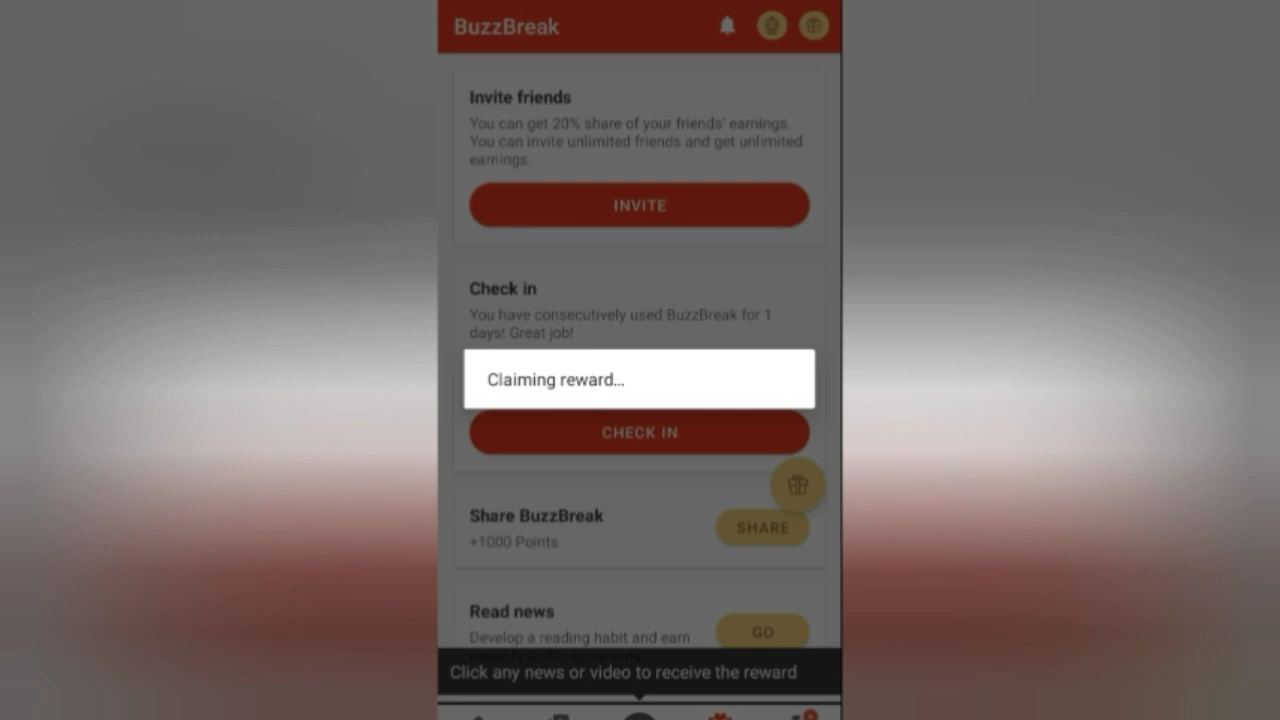 BuzzBreak
Invite friends
You can get 20% share of your friends' earnings.
You can invite unlimited friends and get unlimited
earnings.
INVITE
Check in
You have consecutively used BuzzBreak for 1
days! Great job!
Claiming reward...
CHECK IN
Share BuzzBreak
+1000 Points
SHARE
Read news
Develop a reading habit and earn
GO
Click any news or video to receive the reward